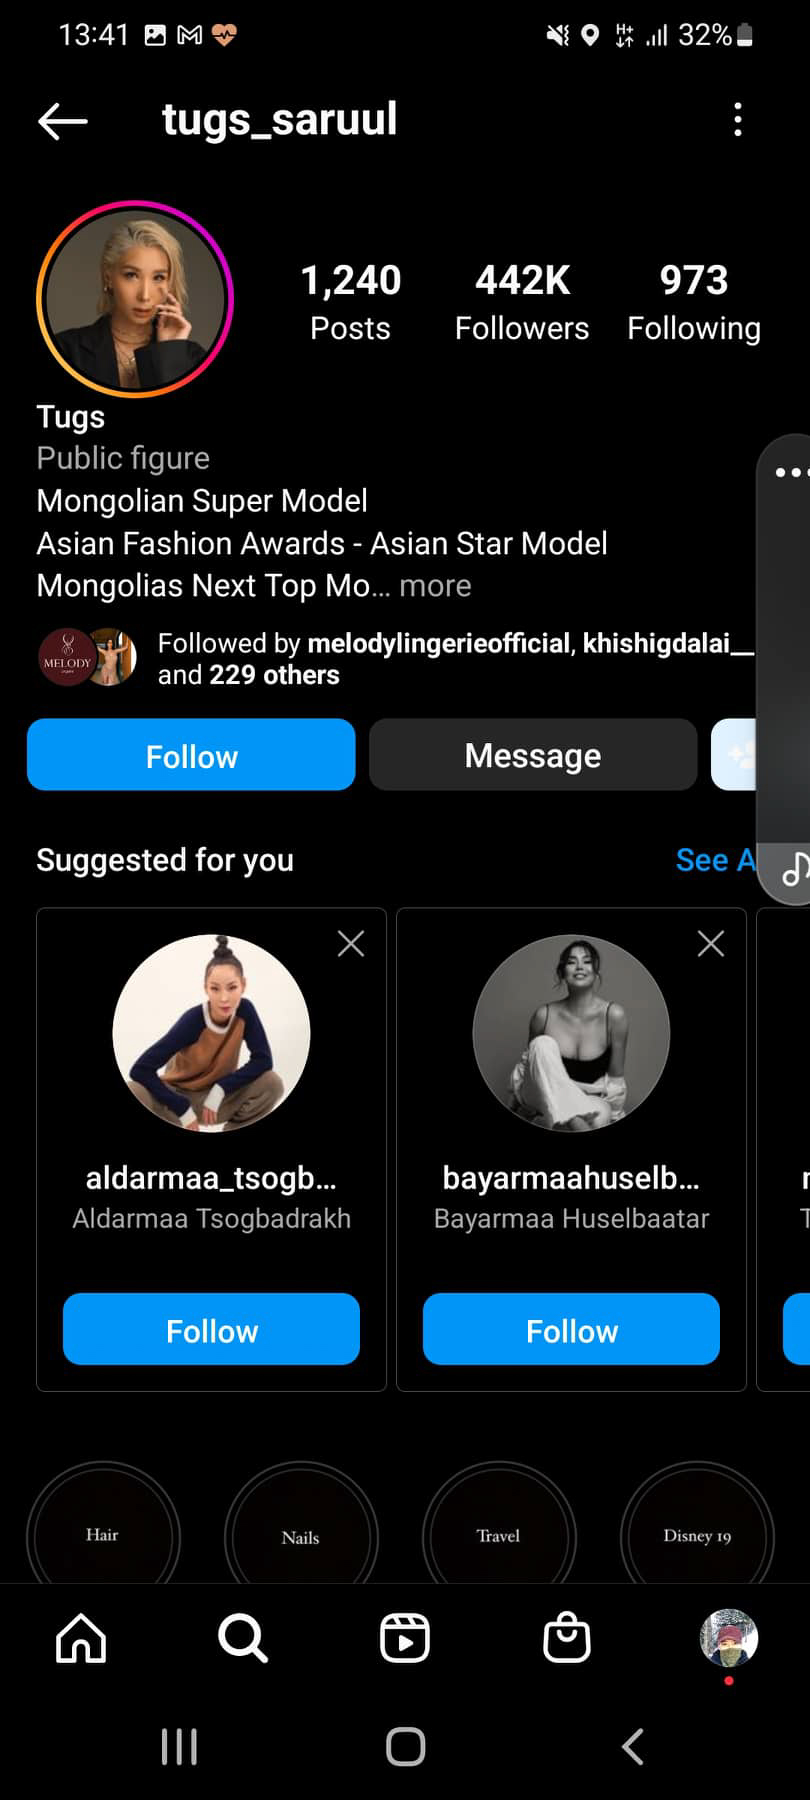 13:41
H+
32%
tugs_saruul
1,240
442K
973
Posts
Followers
Following
Tugs
Public figure
Mongolian Super Model
Asian Fashion Awards - Asian Star Model
Mongolias Next Top Mo... more
MELODY
Followed by melodylingerieofficial, khishigdalai__
and 229 others
Follow
Message
Suggested for you
See A
aldarmaa_tsogb...
bayarmaahuselb...
Aldarmaa Tsogbadrakh
Bayarmaa Huselbaatar
Follow
Follow
Hair
Nails
Travel
Disney 19